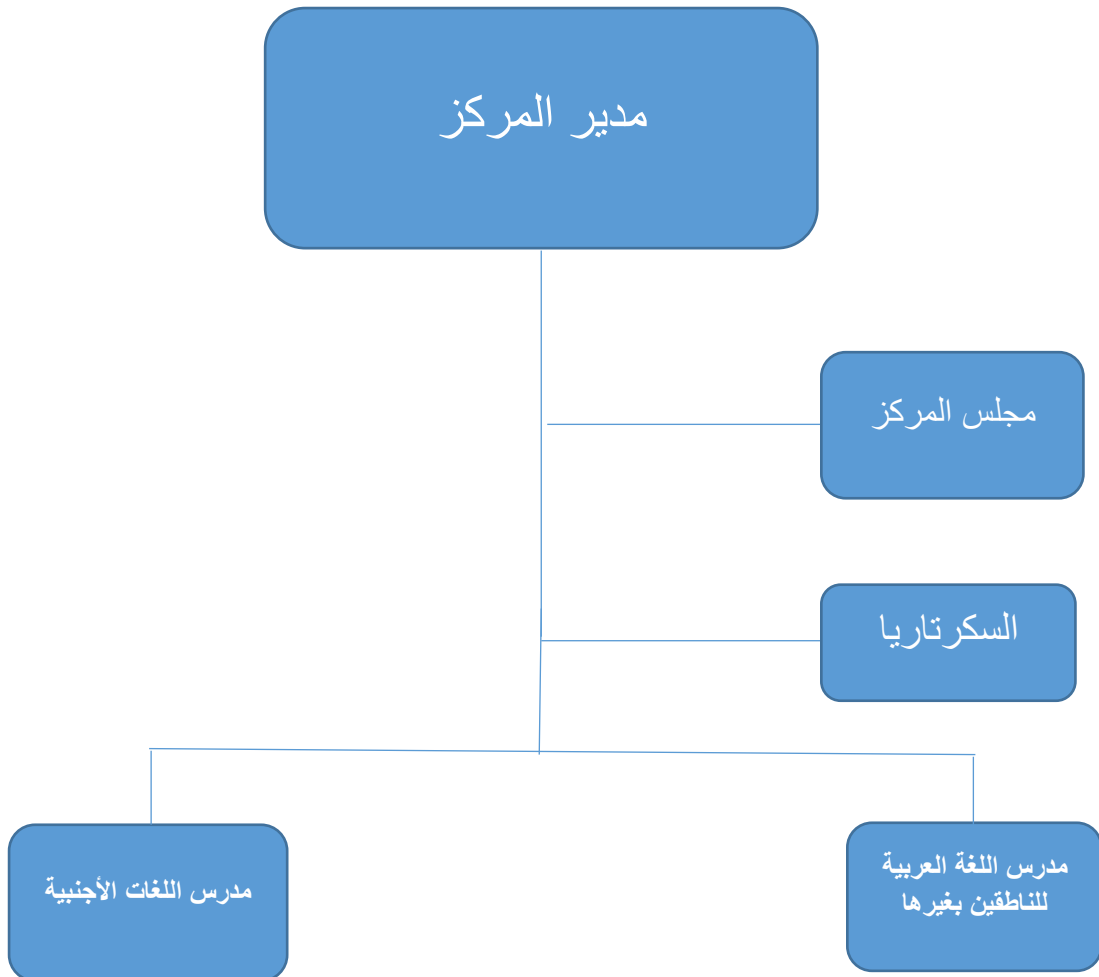 مدير المركز
مجلس المركز
السكرتاريا
مدرس اللغة العربية
للناطقين بغيرها
مدرس اللغات الأجنبية